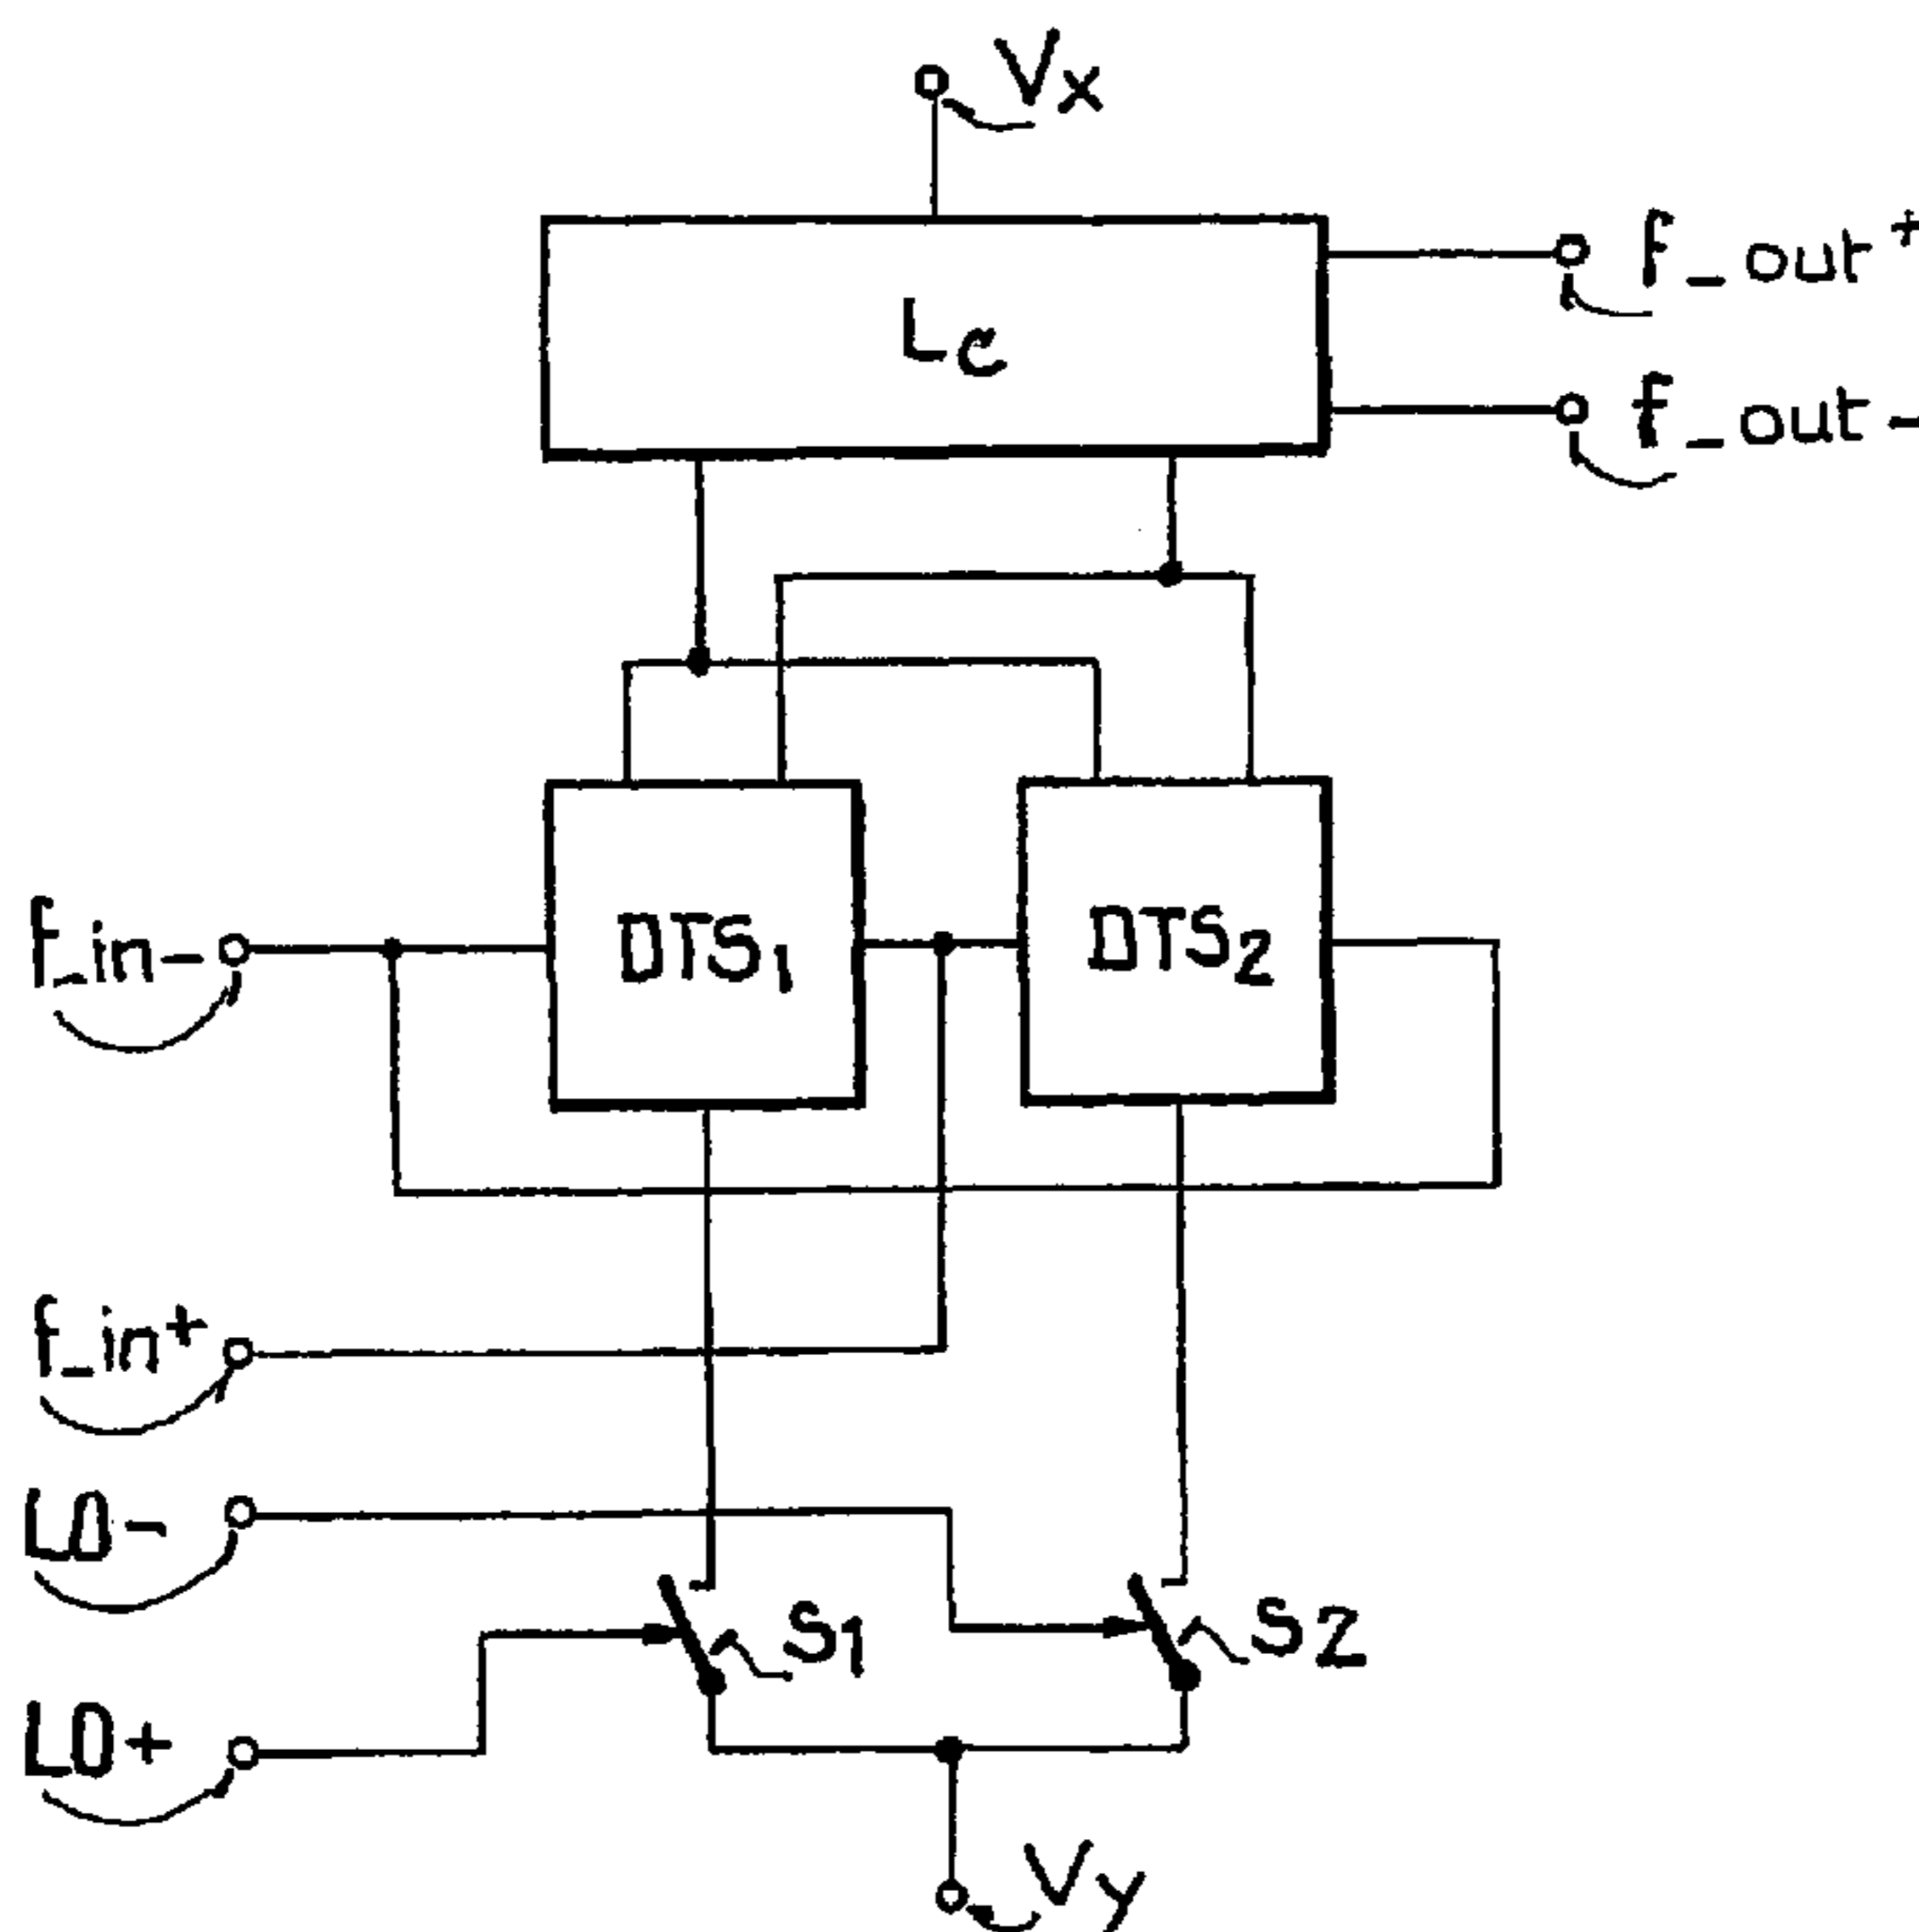 Vx
f_out+
Lc
f_out-
f_in-
DTS1
DTS2
f_in+
LO-
S1
S2
LO+
Vy